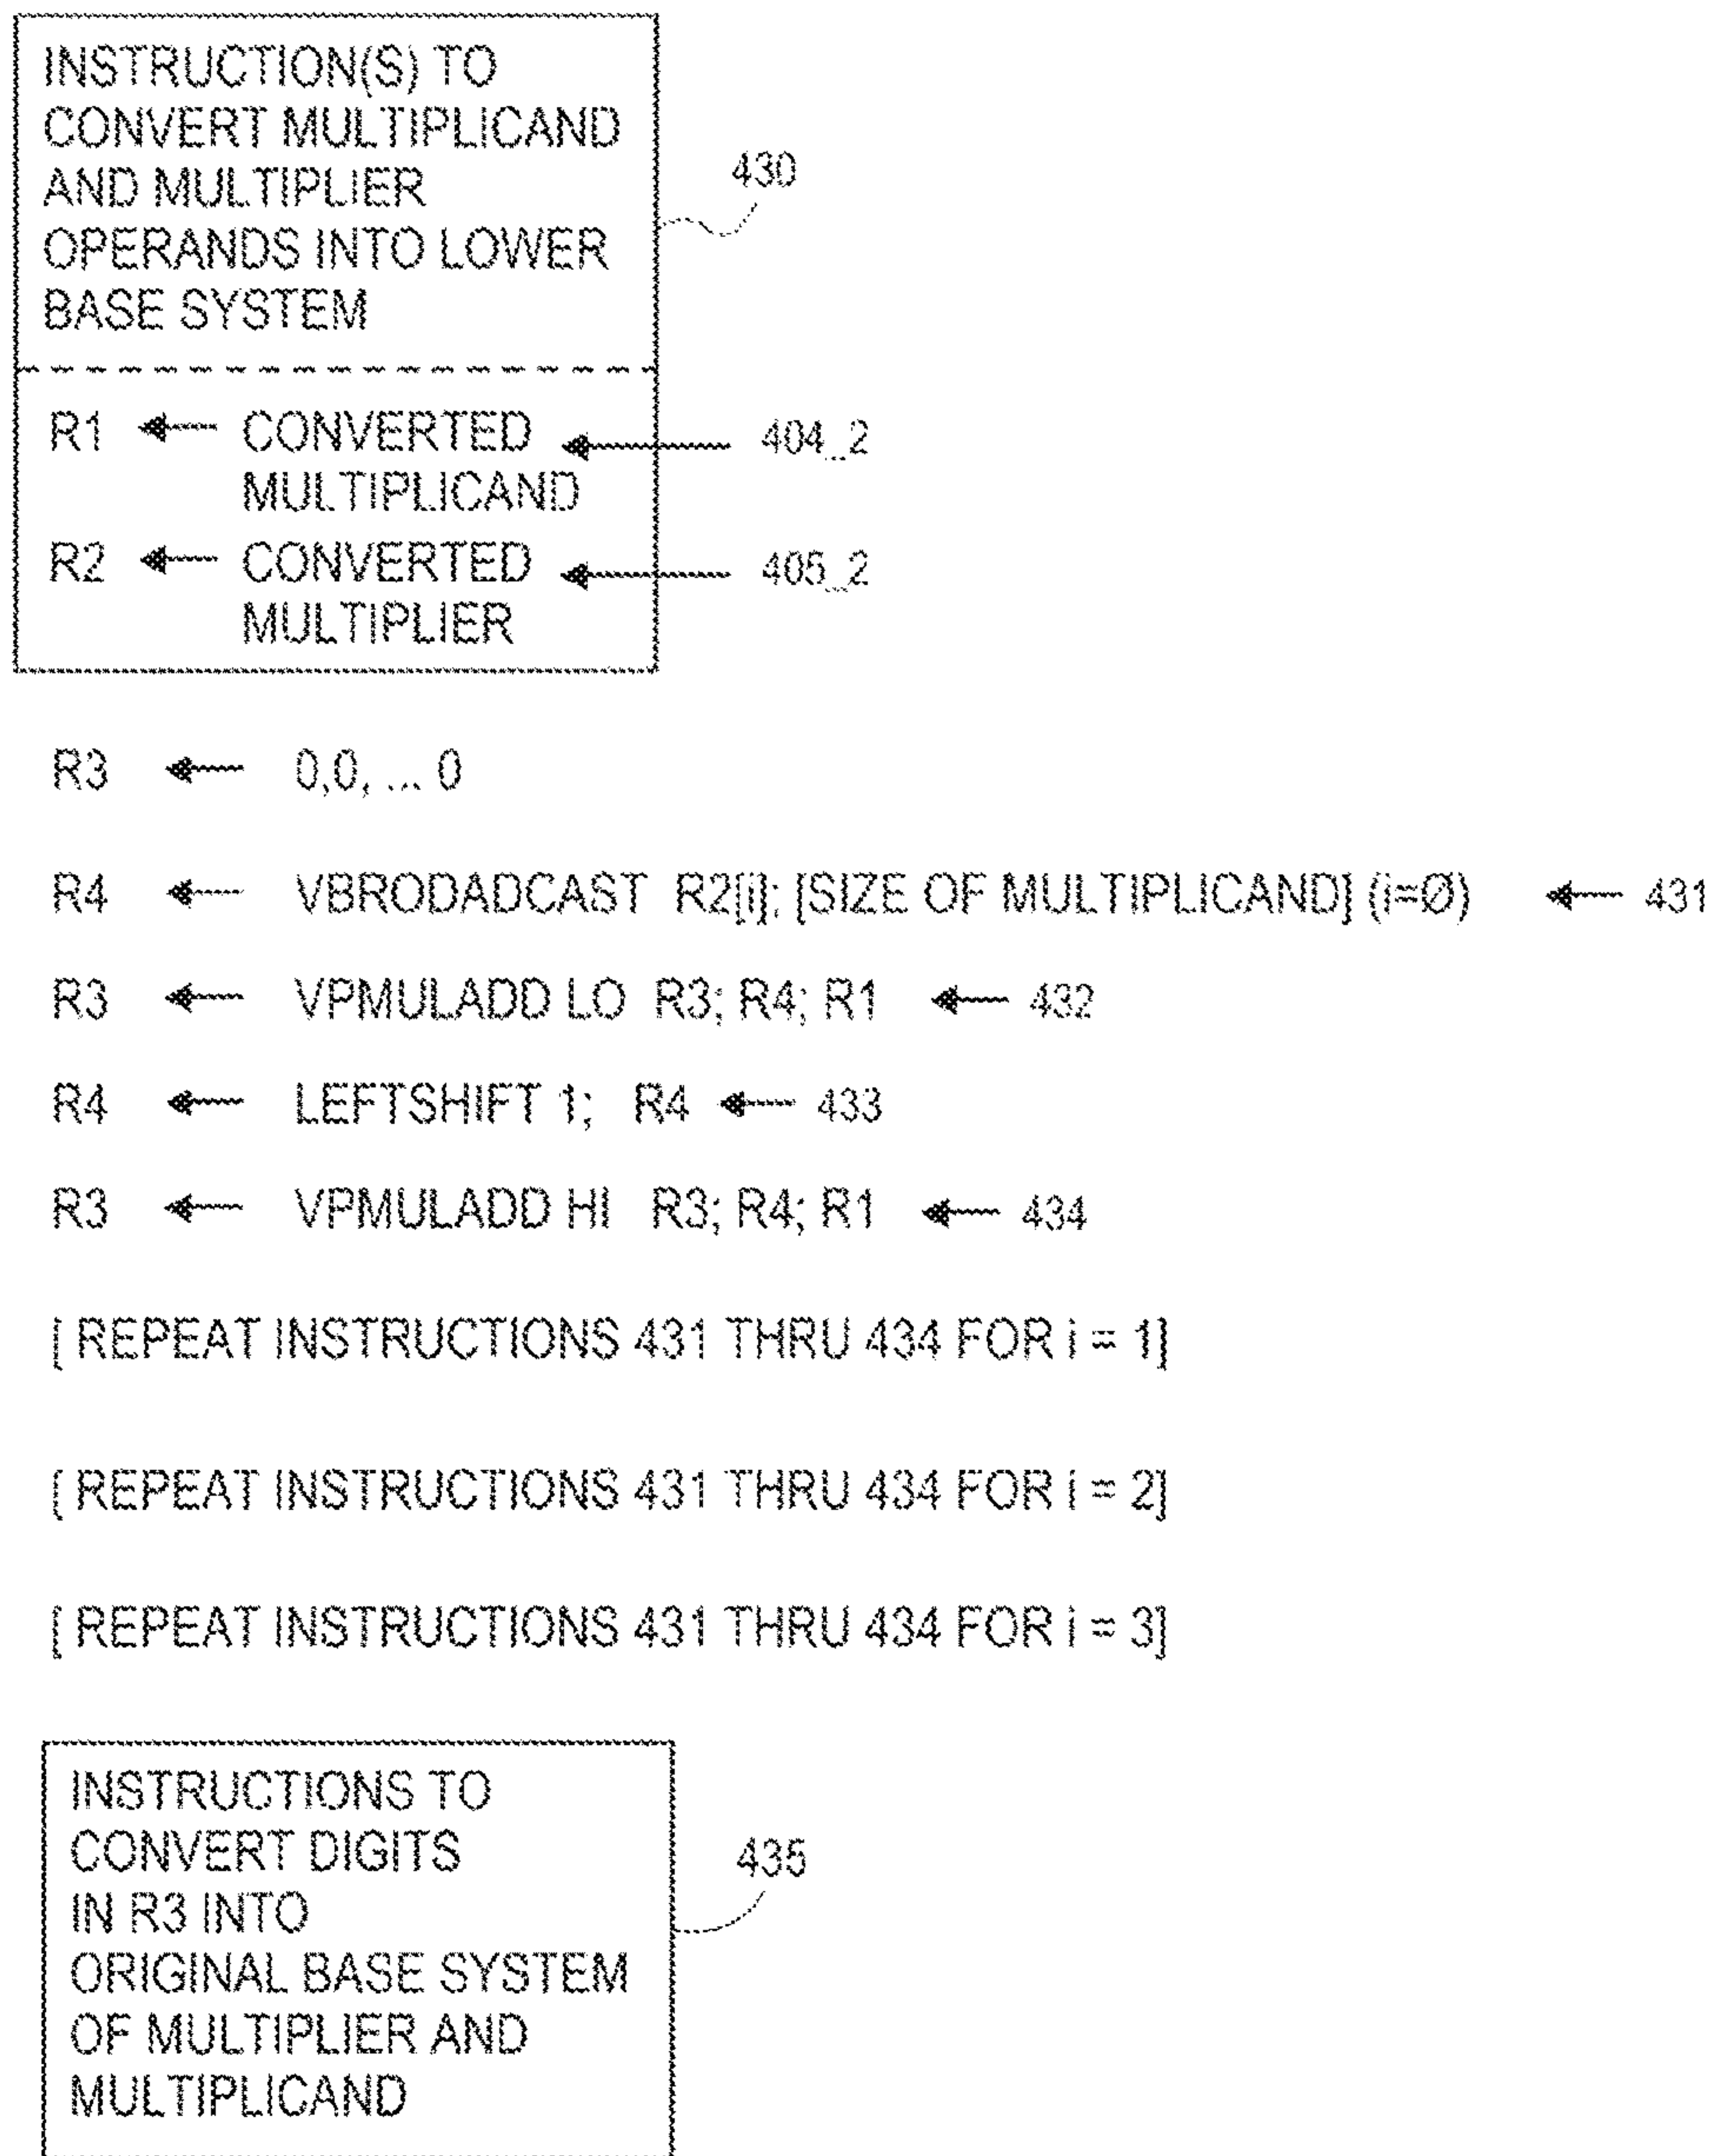 INSTRUCTION(S) TO
CONVERT MULTIPLICAND
AND MULTIPLIER
OPERANDS INTO LOWER
BASE SYSTEM
430
R1 ← CONVERTED ← 404_2
MULTIPLICAND
R2 ← CONVERTED ← 405_2
MULTIPLIER
R3 ← 0,0, ... 0
R4 ← VBRODADCAST R2[i]; [SIZE OF MULTIPLICAND] (i=Ø) ← 431
R3 ← VPMULADD LO R3; R4; R1 ← 432
R4 ← LEFTSHIFT 1; R4 ← 433
R3 ← VPMULADD HI R3; R4; R1 ← 434
[ REPEAT INSTRUCTIONS 431 THRU 434 FOR i = 1]
[ REPEAT INSTRUCTIONS 431 THRU 434 FOR i = 2]
[ REPEAT INSTRUCTIONS 431 THRU 434 FOR i = 3]
INSTRUCTIONS TO
CONVERT DIGITS
IN R3 INTO
ORIGINAL BASE SYSTEM
OF MULTIPLIER AND
MULTIPLICAND
435